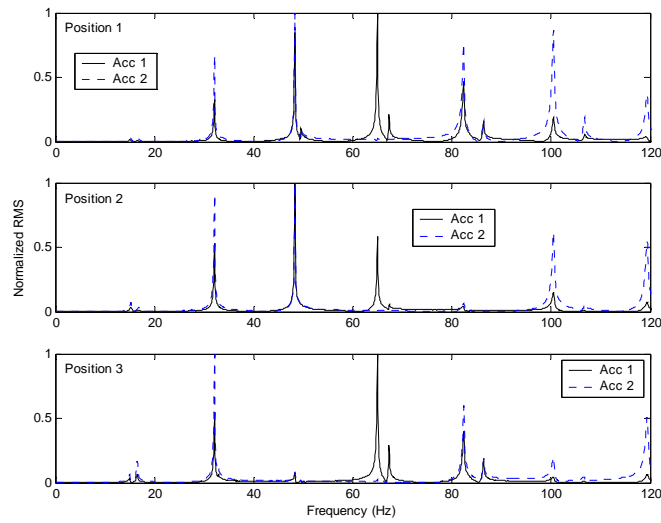 1
Position 1
Acc 1
Acc 2
0.5
0
0 20 40 60 80 100 120
1
Position 2
Acc 1
Acc 2
0.5
0
0 20 40 60 80 100 120
Normalized RMS
1
Position 3
Acc 1
Acc 2
0.5
0
0 20 40 60 80 100 120
Frequency (Hz)